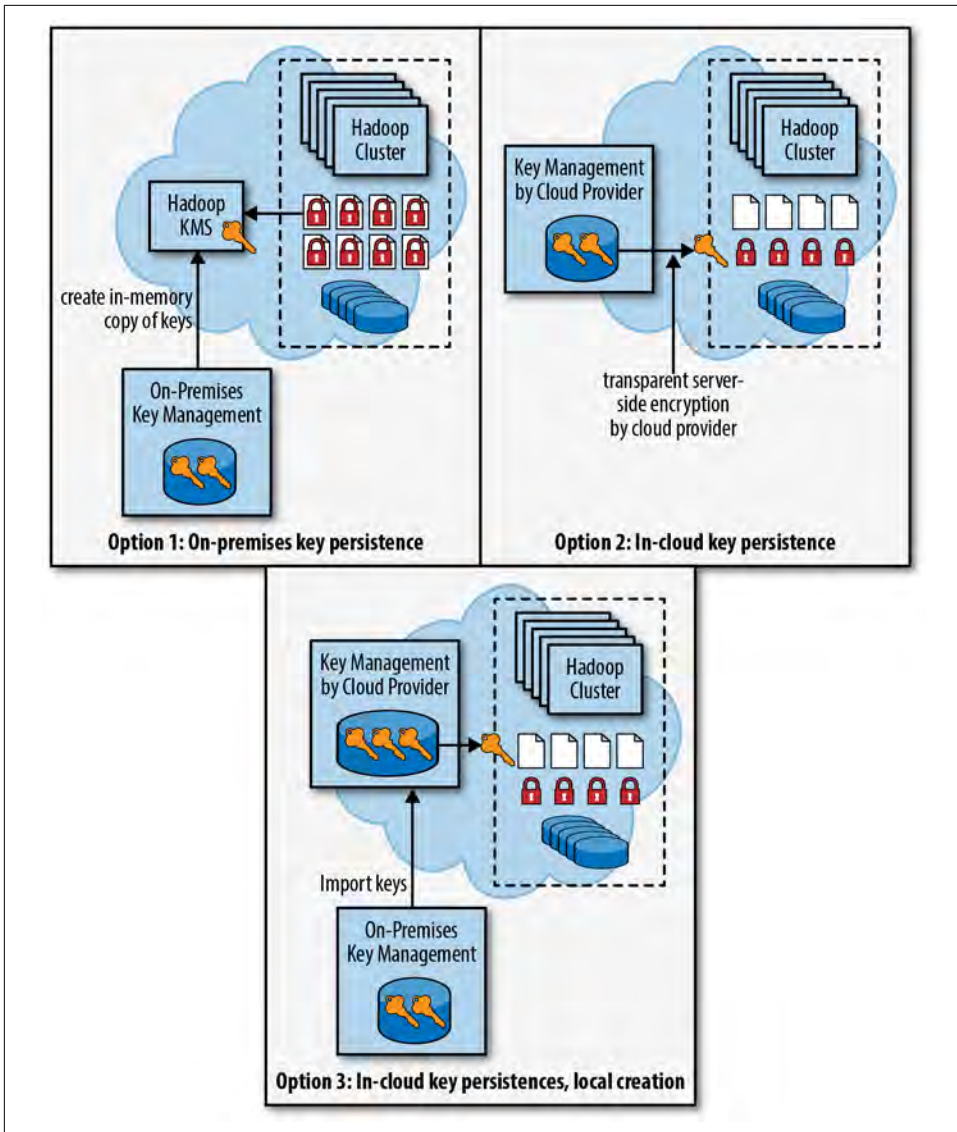 Hadoop
Cluster
Hadoop
KMS
create in-memory
copy of keys
On-Premises
Key Management
Option 1: On-premises key persistence
Hadoop
Cluster
Key Management
by Cloud Provider
transparent server-
side encryption
by cloud provider
Option 2: In-cloud key persistence
Hadoop
Cluster
Key Management
by Cloud Provider
Import keys
On-Premises
Key Management
Option 3: In-cloud key persistences, local creation